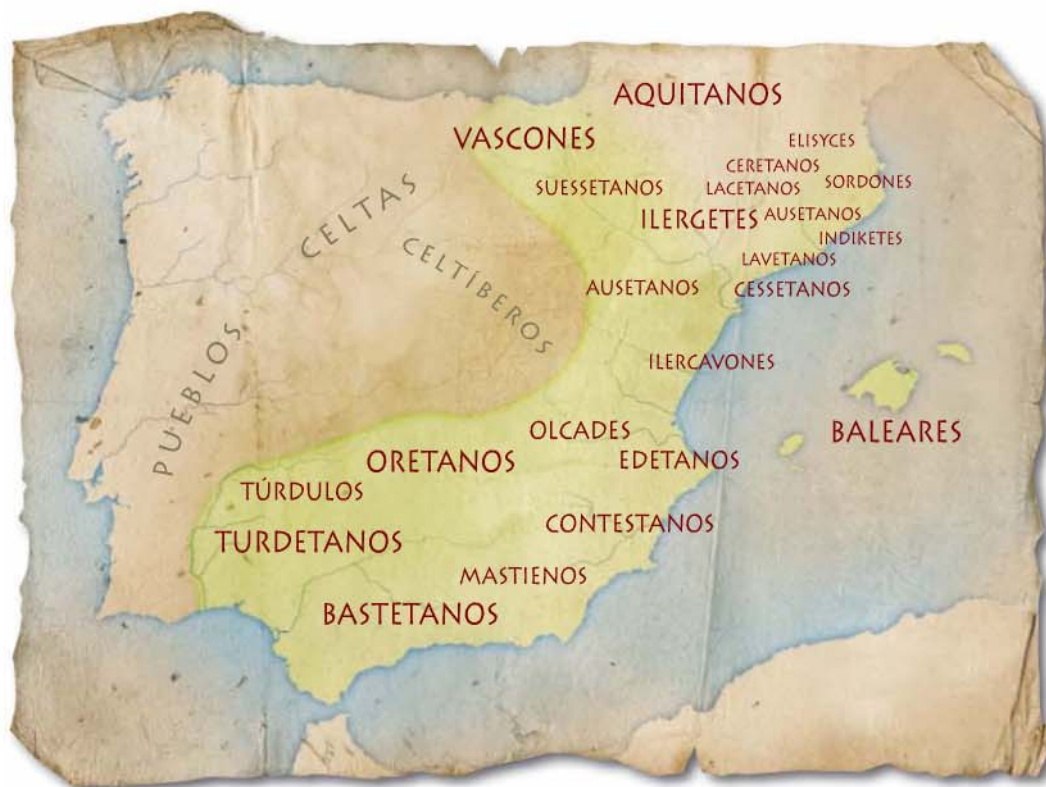 AQUITANOS
VASCONES
ELISYCES
CERETANOS
SUESSETANOS
LACETANOS
SORDONES
ILERGETES
AUSETANOS
INDIKETES
LAVETANOS
AUSETANOS
CESSETANOS
PUEBLOS CELTAS
CELTÍBEROS
ILERCAVONES
OLCADES
BALEARES
ORETANOS
EDETANOS
TÚRDULOS
CONTESTANOS
TURDETANOS
MASTIENOS
BASTETANOS